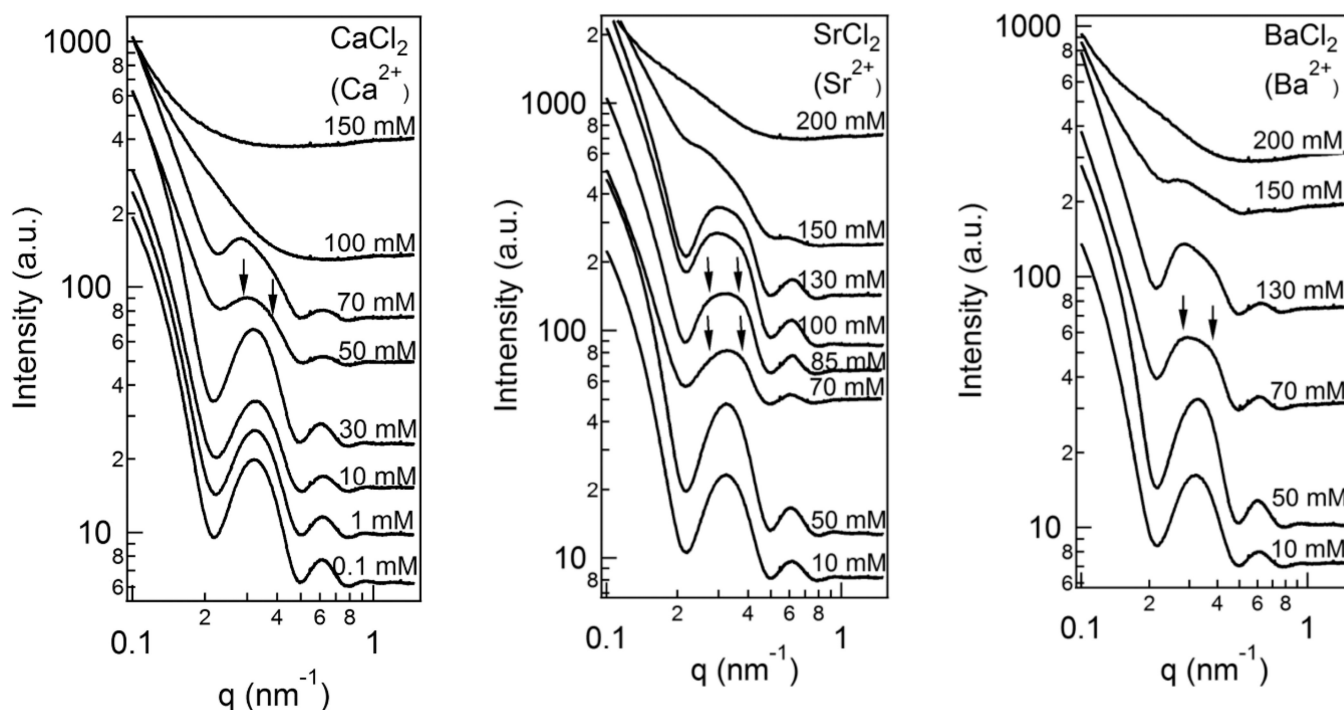 1000
8
6
4
2
100
8
6
4
2
10
8
6
Intensity (a.u.)
CaCl₂
(Ca²⁺)
150 mM
100 mM
70 mM
50 mM
30 mM
10 mM
1 mM
0.1 mM
2 4 6 8
0.1 1
q (nm⁻¹)
2
1000
8
6
4
2
100
8
6
4
2
10
8
Intnensity (a.u.)
SrCl₂
(Sr²⁺)
200 mM
150 mM
130 mM
100 mM
85 mM
70 mM
50 mM
10 mM
2 4 6 8
0.1 1
q (nm⁻¹)
1000
8
6
4
2
100
8
6
4
2
10
8
6
Intensity (a.u.)
BaCl₂
(Ba²⁺)
200 mM
150 mM
130 mM
70 mM
50 mM
10 mM
2 4 6 8
0.1 1
q (nm⁻¹)